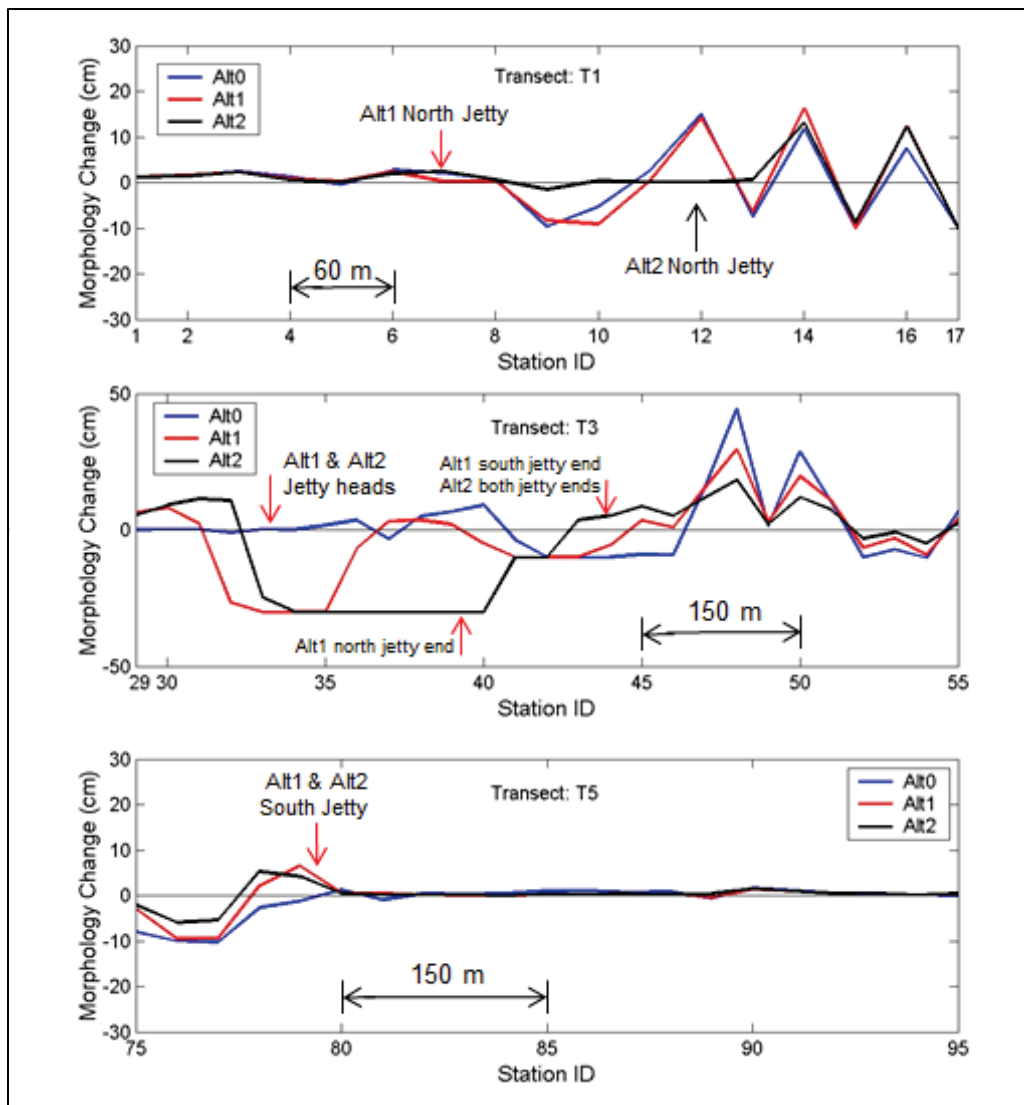 Transect: T1
Morphology Change (cm)
30
20
10
0
-10
-20
-30
Alt0
Alt1
Alt2
Alt1 North Jetty
Alt2 North Jetty
60 m
1 2 4 6 8 10 12 14 16 17
Station ID
Transect: T3
Morphology Change (cm)
50
0
-50
Alt0
Alt1
Alt2
Alt1 & Alt2
Jetty heads
Alt1 south jetty end
Alt2 both jetty ends
Alt1 north jetty end
150 m
29 30 35 40 45 50 55
Station ID
Transect: T5
Morphology Change (cm)
30
20
10
0
-10
-20
-30
Alt1 & Alt2
South Jetty
Alt0
Alt1
Alt2
150 m
75 80 85 90 95
Station ID